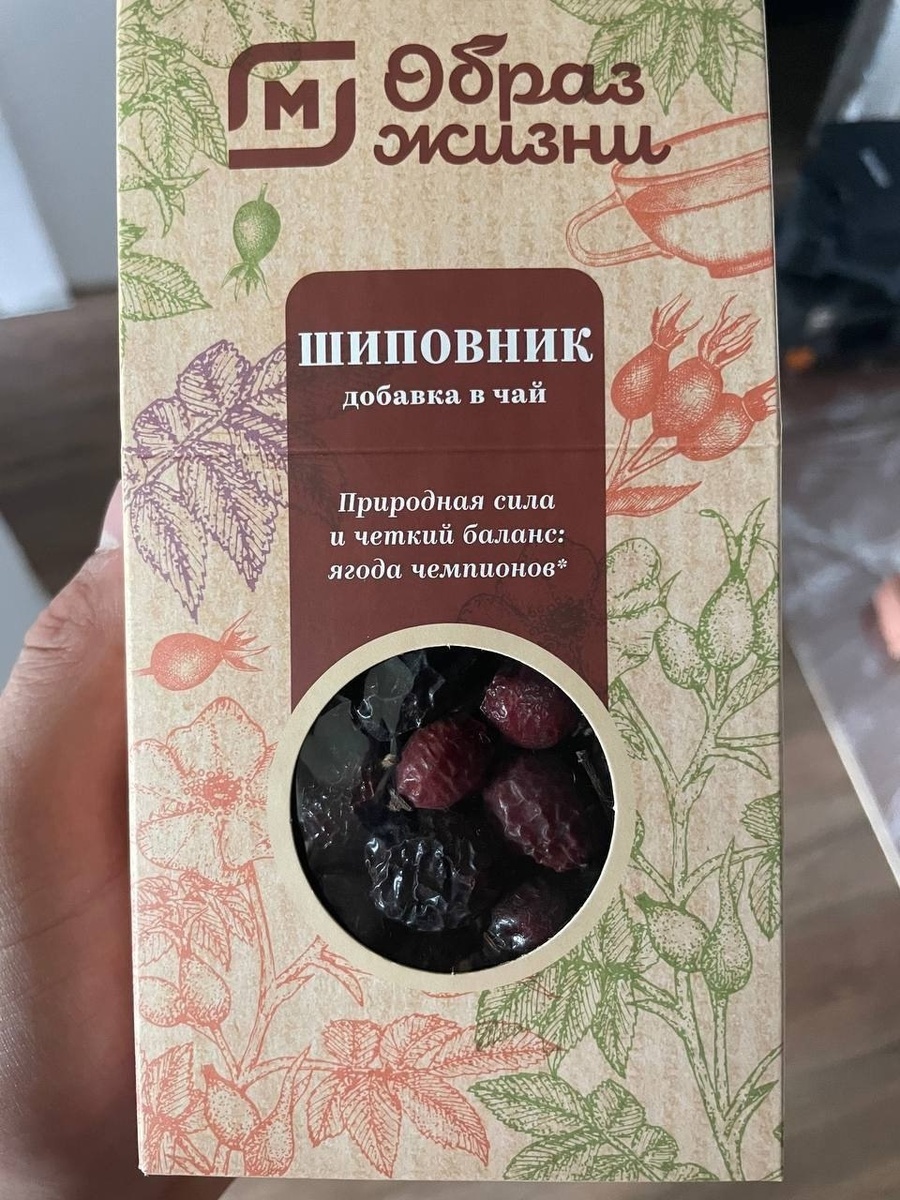 М
Образ
жизни
ШИПОВНИК
добавка в чай
Природная сила
и четкий баланс:
ягода чемпионов*